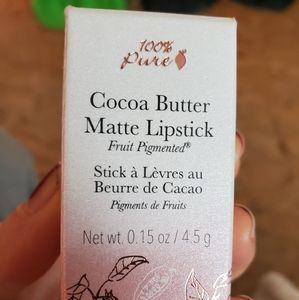 100%
pure
Cocoa Butter
Matte Lipstick
Fruit Pigmented®
Stick à Lèvres au
Beurre de Cacao
Pigments de Fruits
Net wt. 0.15 oz / 4.5 g